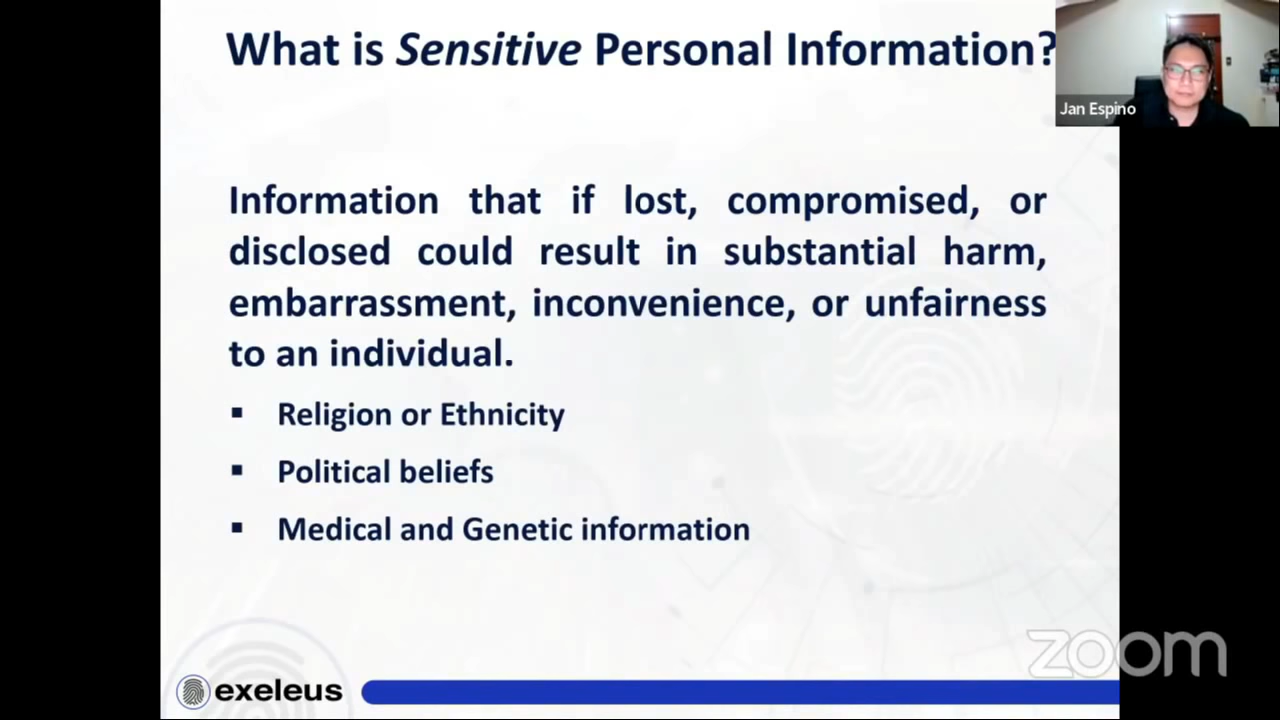 What is Sensitive Personal Information?
Jan Espino
Information that if lost, compromised, or
disclosed could result in substantial harm,
embarrassment, inconvenience, or unfairness
to an individual.
▪ Religion or Ethnicity
▪ Political beliefs
▪ Medical and Genetic information
zoom
exeleus